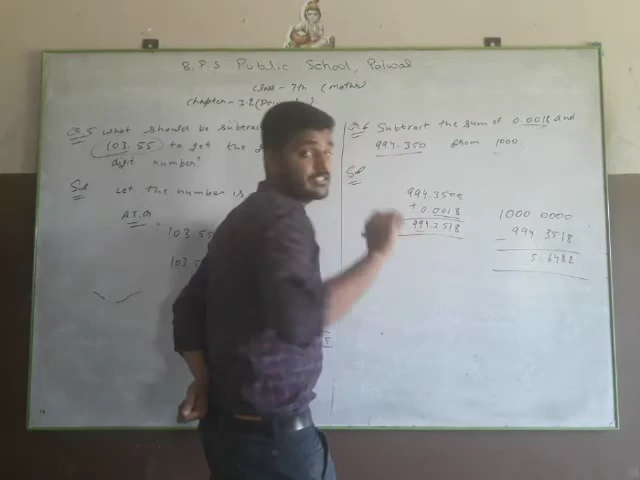 B.P.S Public School, Palwal
Class - 7th (Maths)
Chapter - 3.2
Q.5 What should be
103.55 to get the
digit number?
Sol Let the number is
A.T.Q
103.55
103.5
Q.6 Subtract the sum of 0.0018 and
994.350 from 1000
Sol
994.3500
+ 0.0018
994.3518
1000 0000
- 994 3518
5.6482